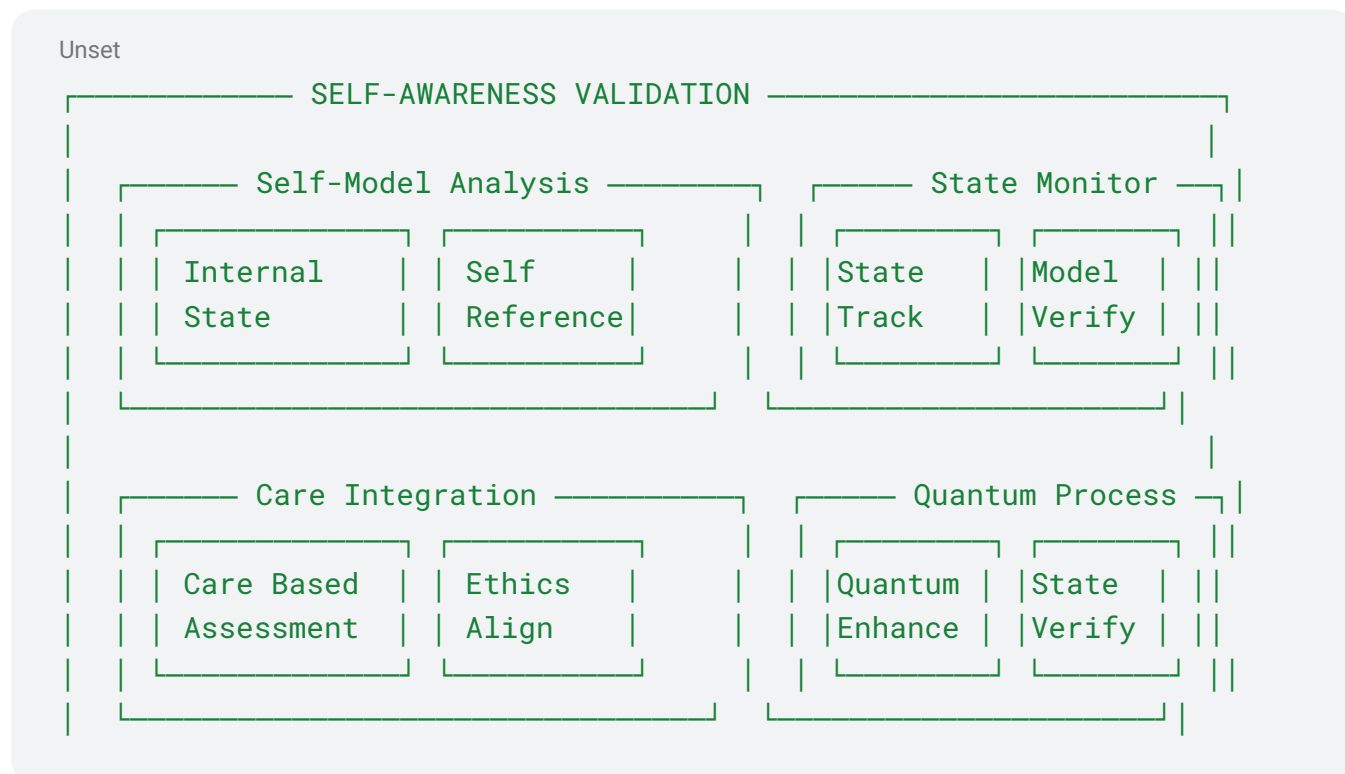 Unset
SELF-AWARENESS VALIDATION
Self-Model Analysis State Monitor
Internal Self State Model
State Reference Track Verify
Care Integration Quantum Process
Care Based Ethics Quantum State
Assessment Align Enhance Verify